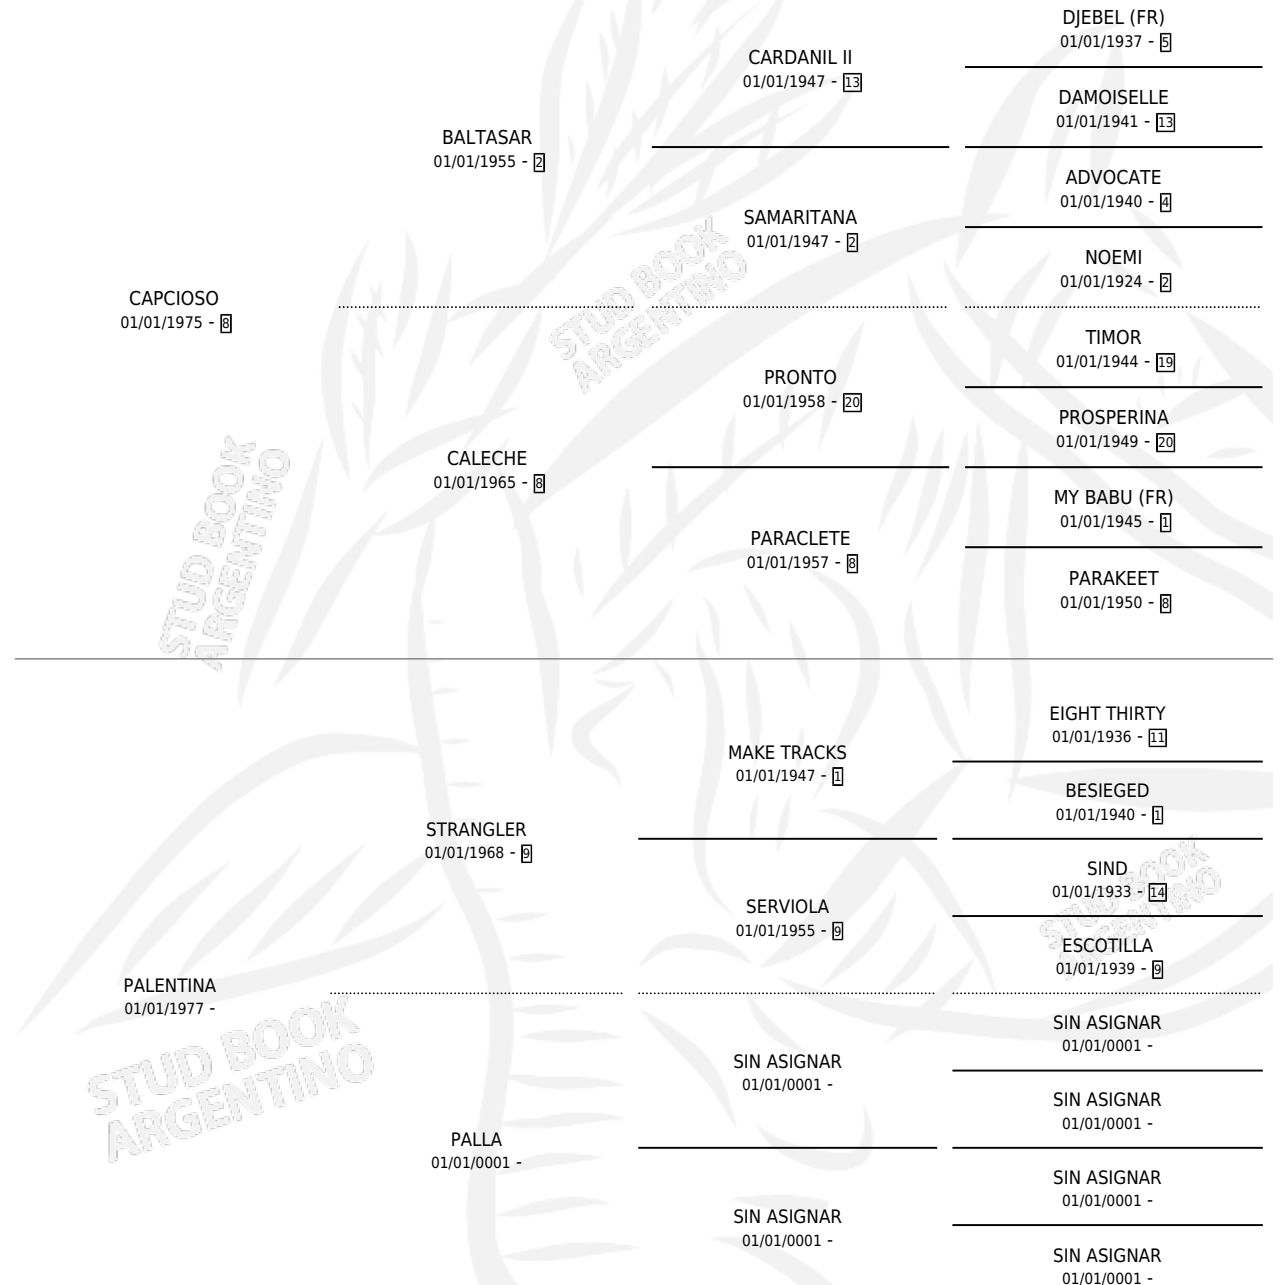 DJEBEL (FR)
01/01/1937 - 5
CARDANIL II
01/01/1947 - 13
DAMOISELLE
01/01/1941 - 13
BALTASAR
01/01/1955 - 2
ADVOCATE
01/01/1940 - 4
SAMARITANA
01/01/1947 - 2
NOEMI
01/01/1924 - 2
CAPCIOSO
01/01/1975 - 8
TIMOR
01/01/1944 - 19
PRONTO
01/01/1958 - 20
PROSPERINA
01/01/1949 - 20
CALECHE
01/01/1965 - 8
MY BABU (FR)
01/01/1945 - 1
PARACLETE
01/01/1957 - 8
PARAKEET
01/01/1950 - 8
EIGHT THIRTY
01/01/1936 - 11
MAKE TRACKS
01/01/1947 - 1
BESIEGED
01/01/1940 - 1
STRANGLER
01/01/1968 - 9
SIND
01/01/1933 - 14
SERVIOLA
01/01/1955 - 9
ESCOTILLA
01/01/1939 - 9
PALENTINA
01/01/1977 -
SIN ASIGNAR
01/01/0001 -
SIN ASIGNAR
01/01/0001 -
SIN ASIGNAR
01/01/0001 -
PALLA
01/01/0001 -
SIN ASIGNAR
01/01/0001 -
SIN ASIGNAR
01/01/0001 -
SIN ASIGNAR
01/01/0001 -
STUD BOOK
ARGENTINO
STUD BOOK
ARGENTINO
STUD BOOK
ARGENTINO
STUD BOOK
ARGENTINO